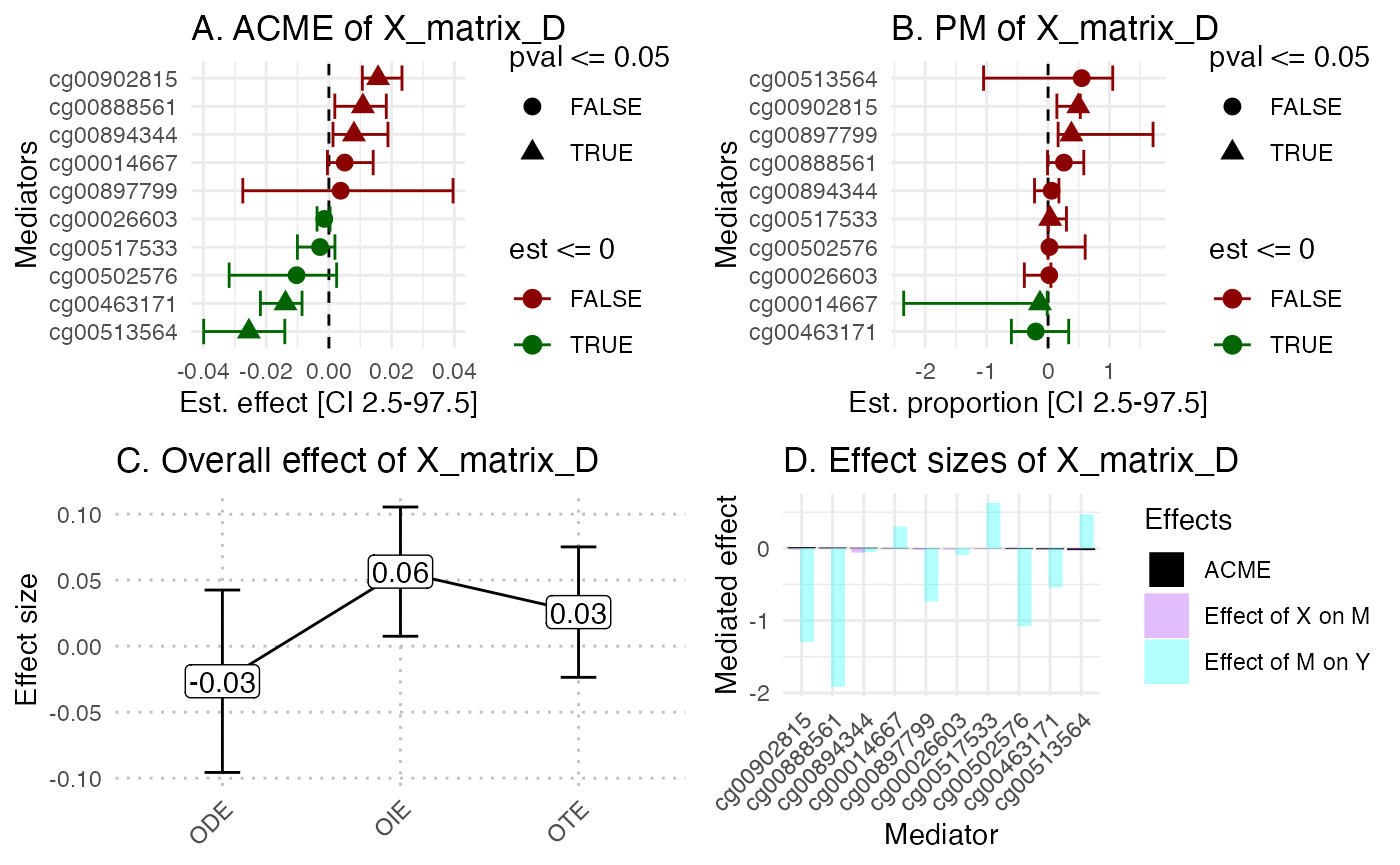 A. ACME of X_matrix_D
Mediators
cg00902815
cg00888561
cg00894344
cg00014667
cg00897799
cg00026603
cg00517533
cg00502576
cg00463171
cg00513564
-0.04 -0.02 0.00 0.02 0.04
Est. effect [CI 2.5-97.5]
pval <= 0.05
FALSE
TRUE
est <= 0
FALSE
TRUE
B. PM of X_matrix_D
Mediators
cg00513564
cg00902815
cg00897799
cg00888561
cg00894344
cg00517533
cg00502576
cg00026603
cg00014667
cg00463171
-2 -1 0 1
Est. proportion [CI 2.5-97.5]
pval <= 0.05
FALSE
TRUE
est <= 0
FALSE
TRUE
C. Overall effect of X_matrix_D
Effect size
0.10
0.05
0.00
-0.05
-0.10
-0.03
0.06
0.03
ODE
OIE
OTE
D. Effect sizes of X_matrix_D
Mediated effect
0
-1
-2
cg00902815
cg00888561
cg00894344
cg00014667
cg00897799
cg00026603
cg00517533
cg00502576
cg00463171
cg00513564
Mediator
Effects
ACME
Effect of X on M
Effect of M on Y